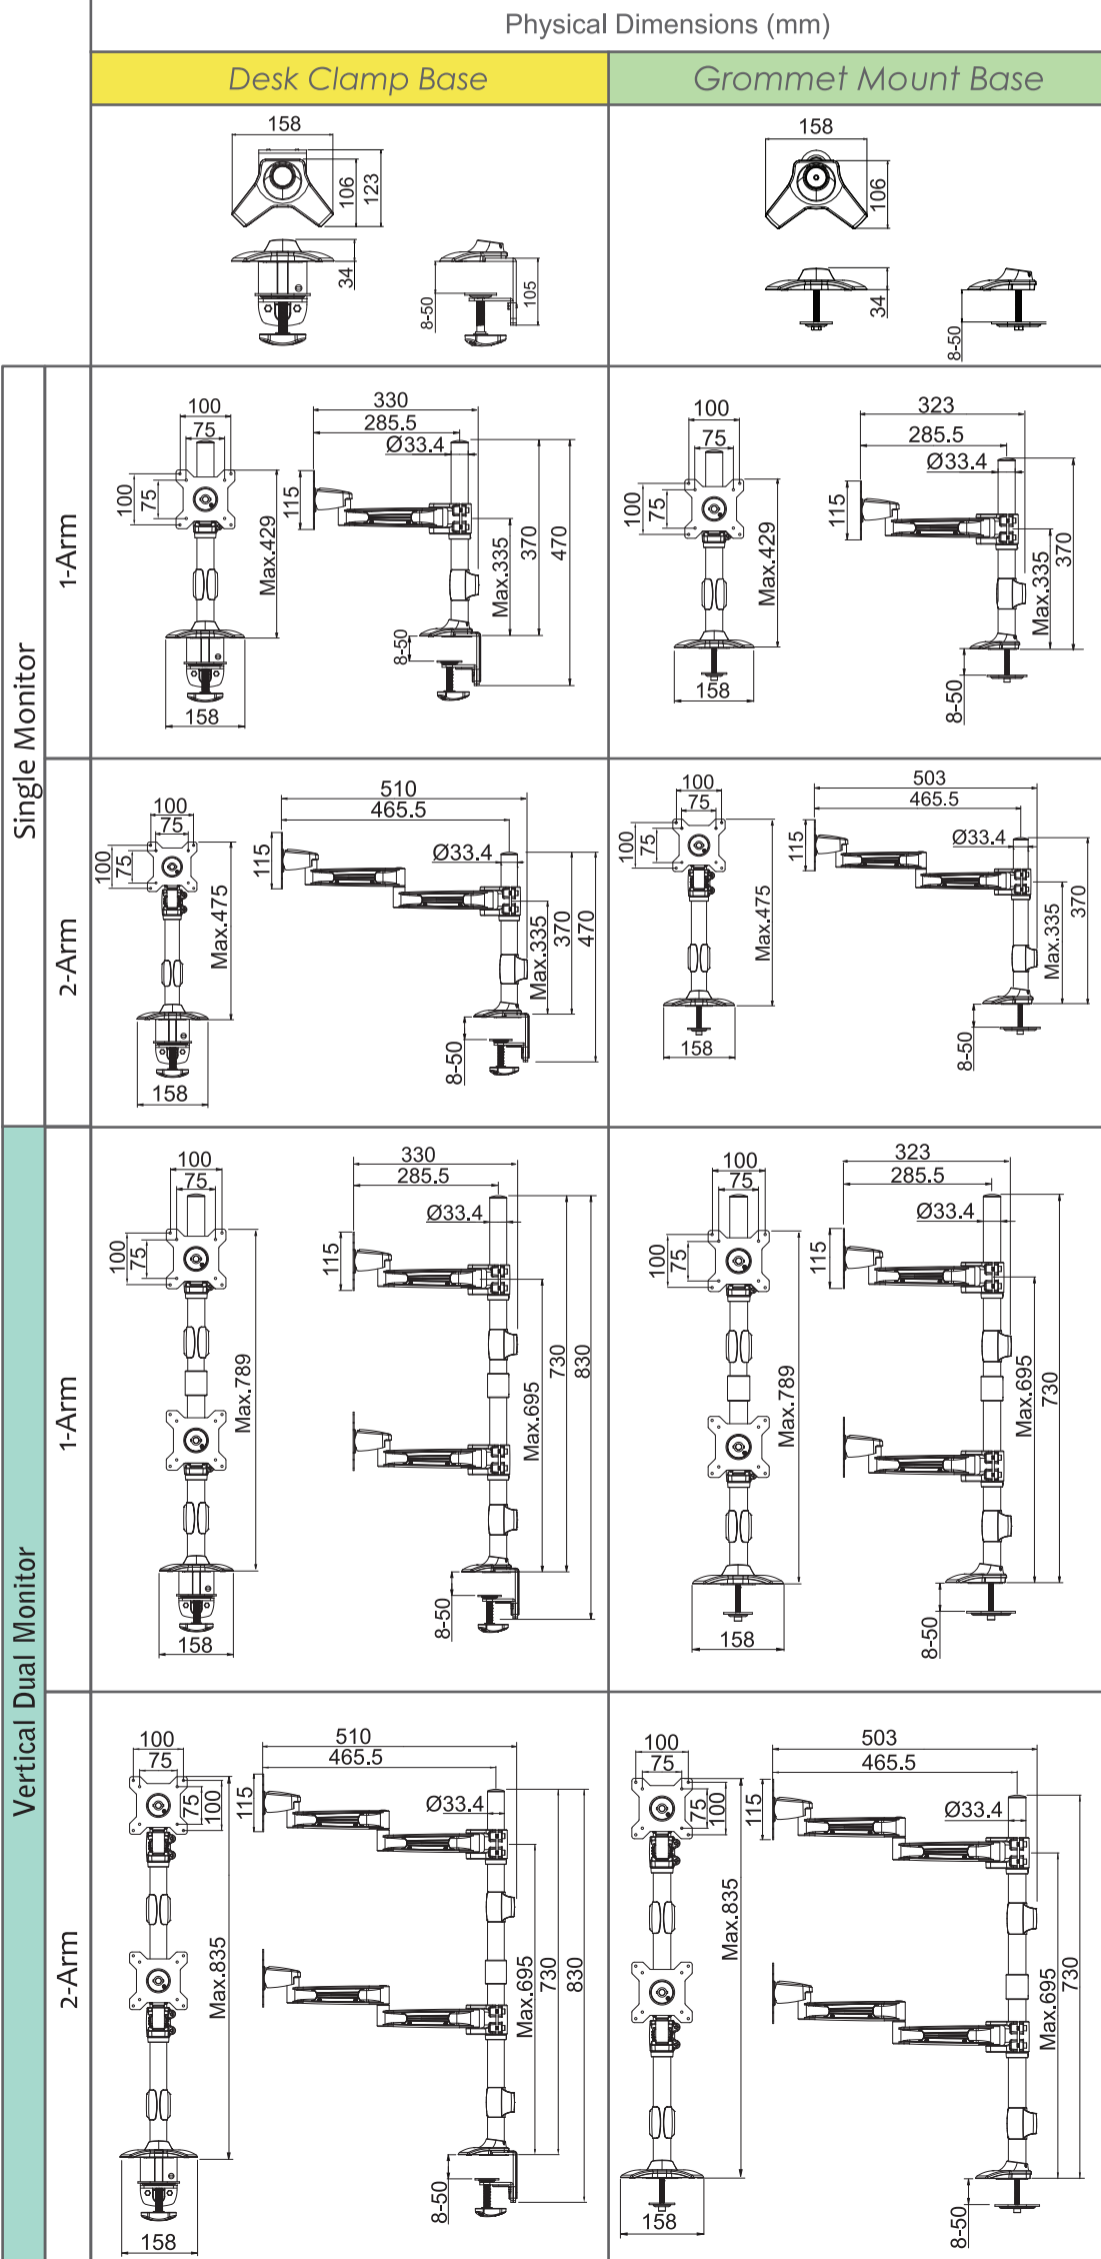 Physical Dimensions (mm)
Desk Clamp Base
Grommet Mount Base
158
106
123
34
8-50
105
158
106
34
8-50
Single Monitor
1-Arm
100
75
100
75
Max.429
158
330
285.5
Ø33.4
115
Max.335
370
470
8-50
100
75
100
75
Max.429
158
323
285.5
Ø33.4
115
Max.335
370
8-50
2-Arm
100
75
100
75
Max.475
158
510
465.5
Ø33.4
115
Max.335
370
470
8-50
100
75
100
75
Max.475
158
503
465.5
Ø33.4
115
Max.335
370
8-50
Vertical Dual Monitor
1-Arm
100
75
100
75
Max.789
158
330
285.5
Ø33.4
115
Max.695
730
830
8-50
100
75
100
75
Max.789
158
323
285.5
Ø33.4
115
Max.695
730
8-50
2-Arm
100
75
75
100
Max.835
158
510
465.5
Ø33.4
115
Max.695
730
830
8-50
100
75
75
100
Max.835
158
503
465.5
Ø33.4
115
Max.695
730
8-50